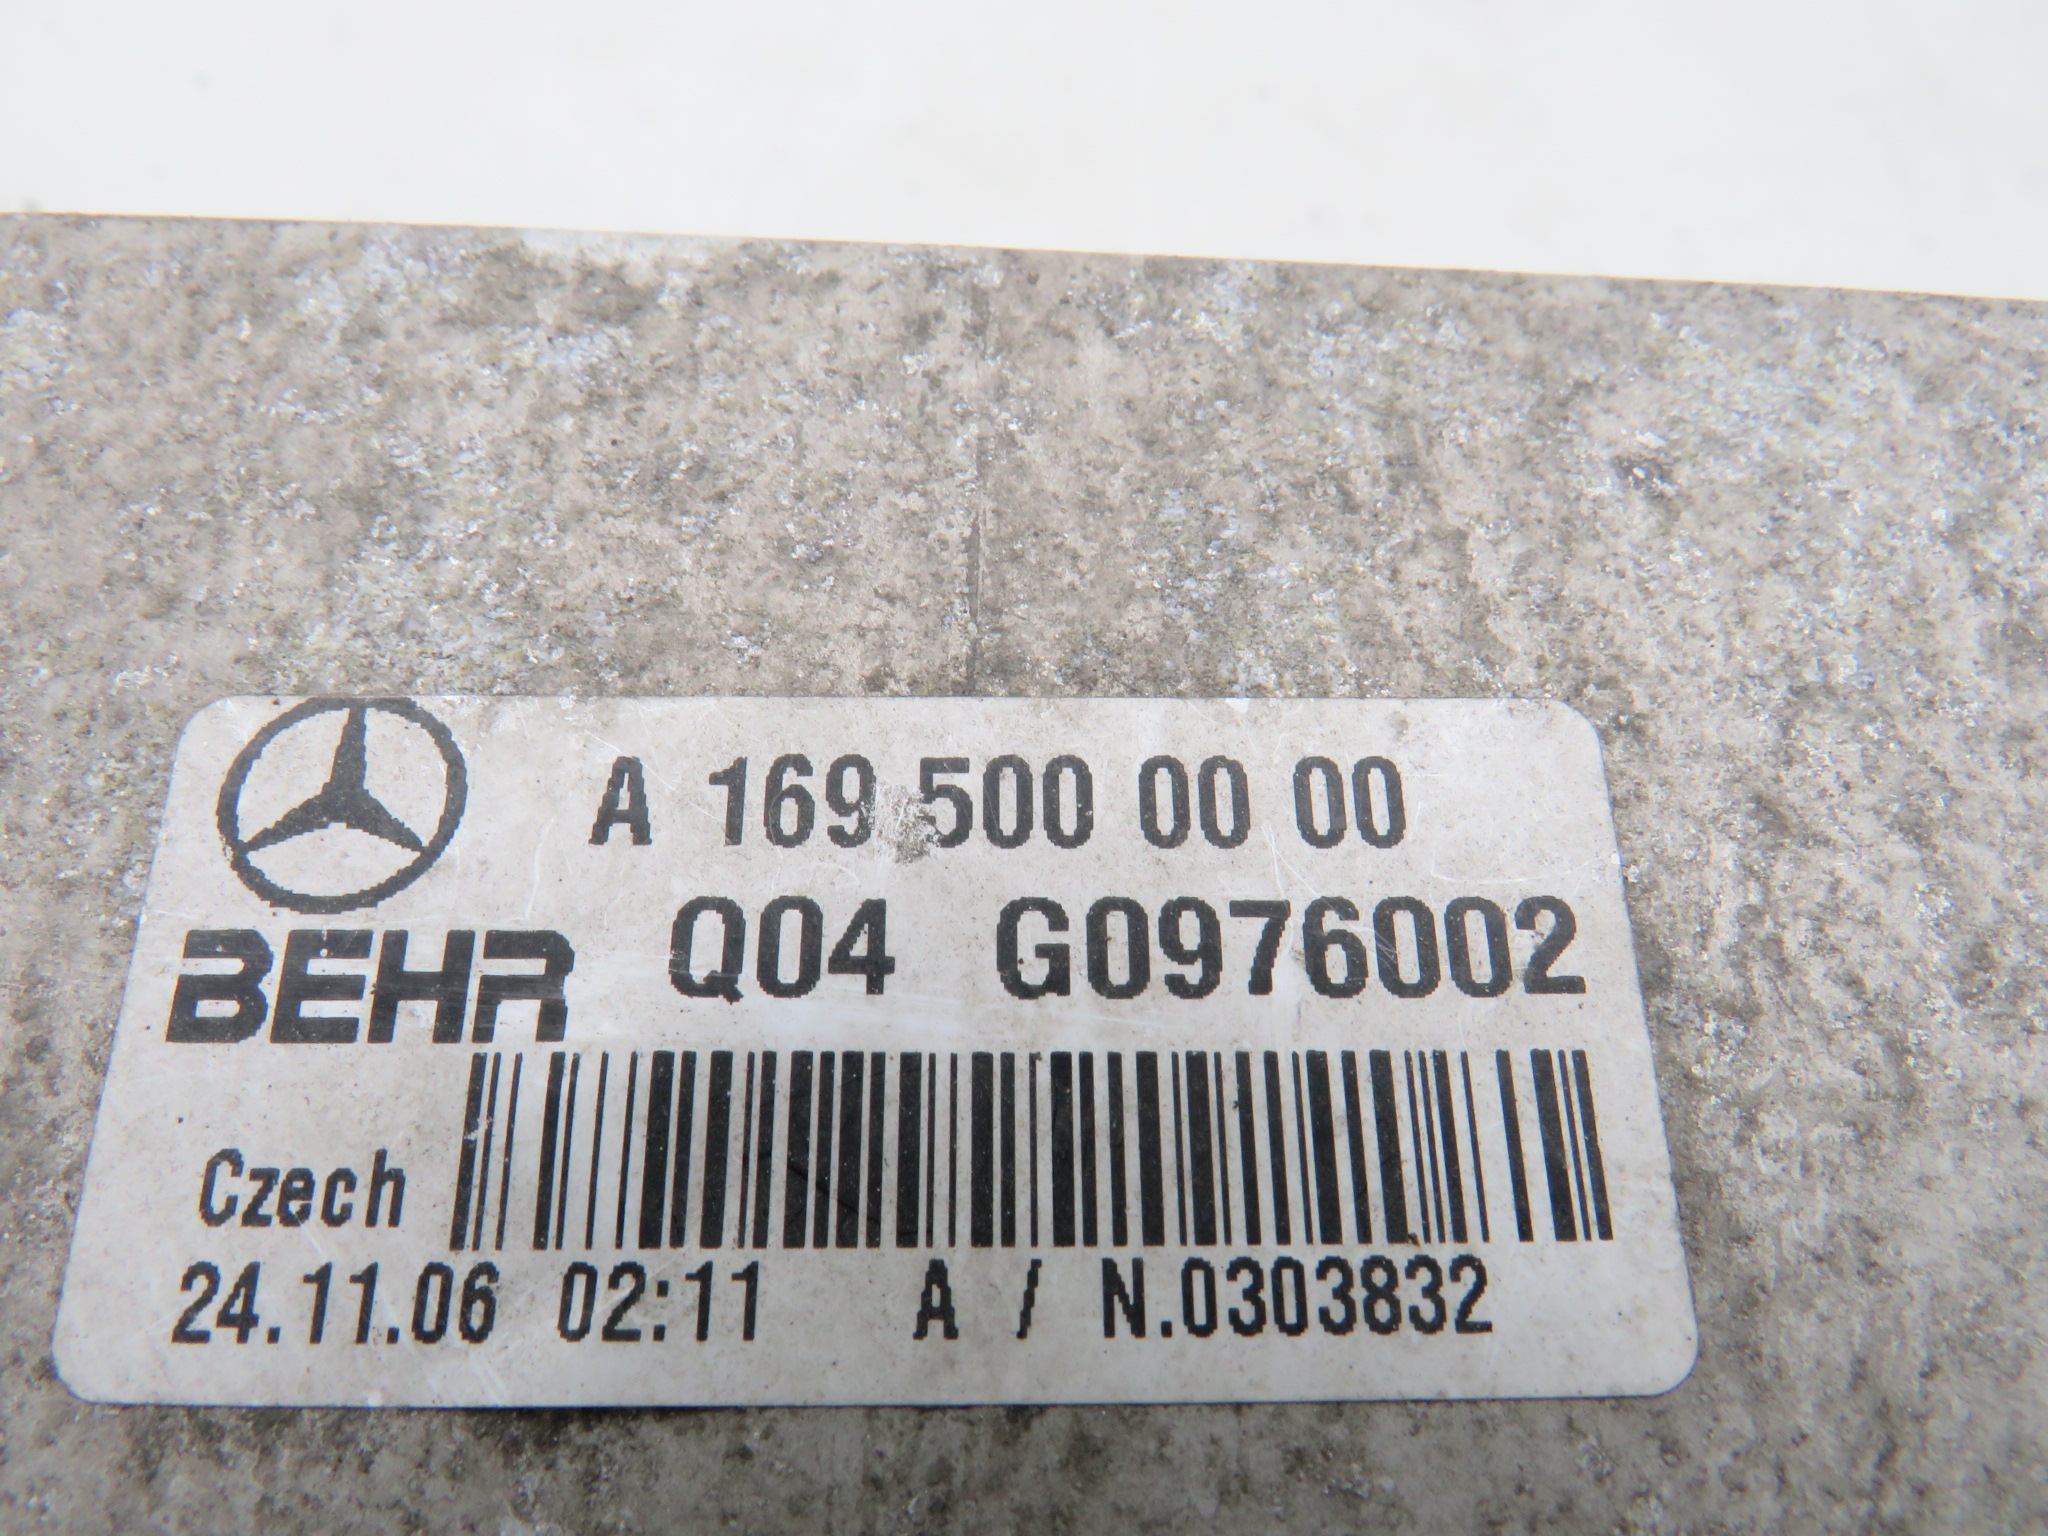 A 169 500 00 00
BEHR Q04 G0976002
Czech
24.11.06 02:11 A / N.0303832